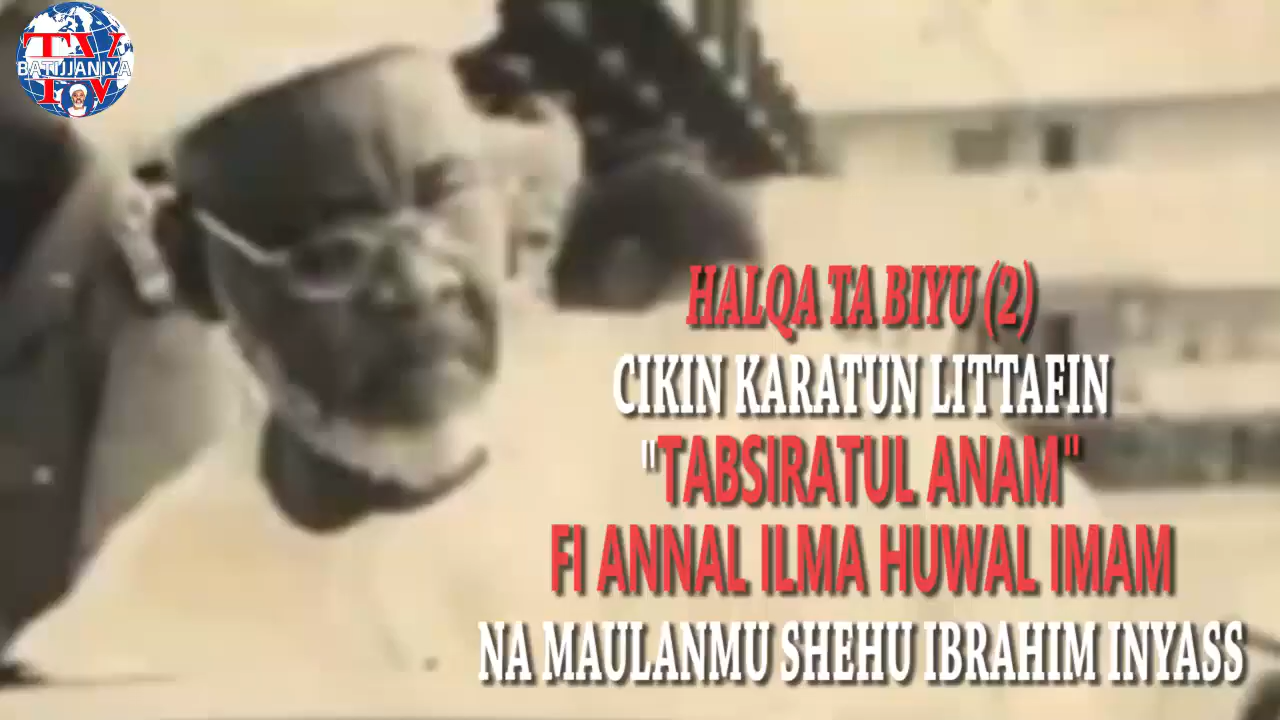 TV
BATIJJANIYA
TV
HALQA TA BIYU (2)
CIKIN KARATUN LITTAFIN
"TABSIRATUL ANAM"
FI ANNAL ILMA HUWAL IMAM
NA MAULANMU SHEHU IBRAHIM INYASS